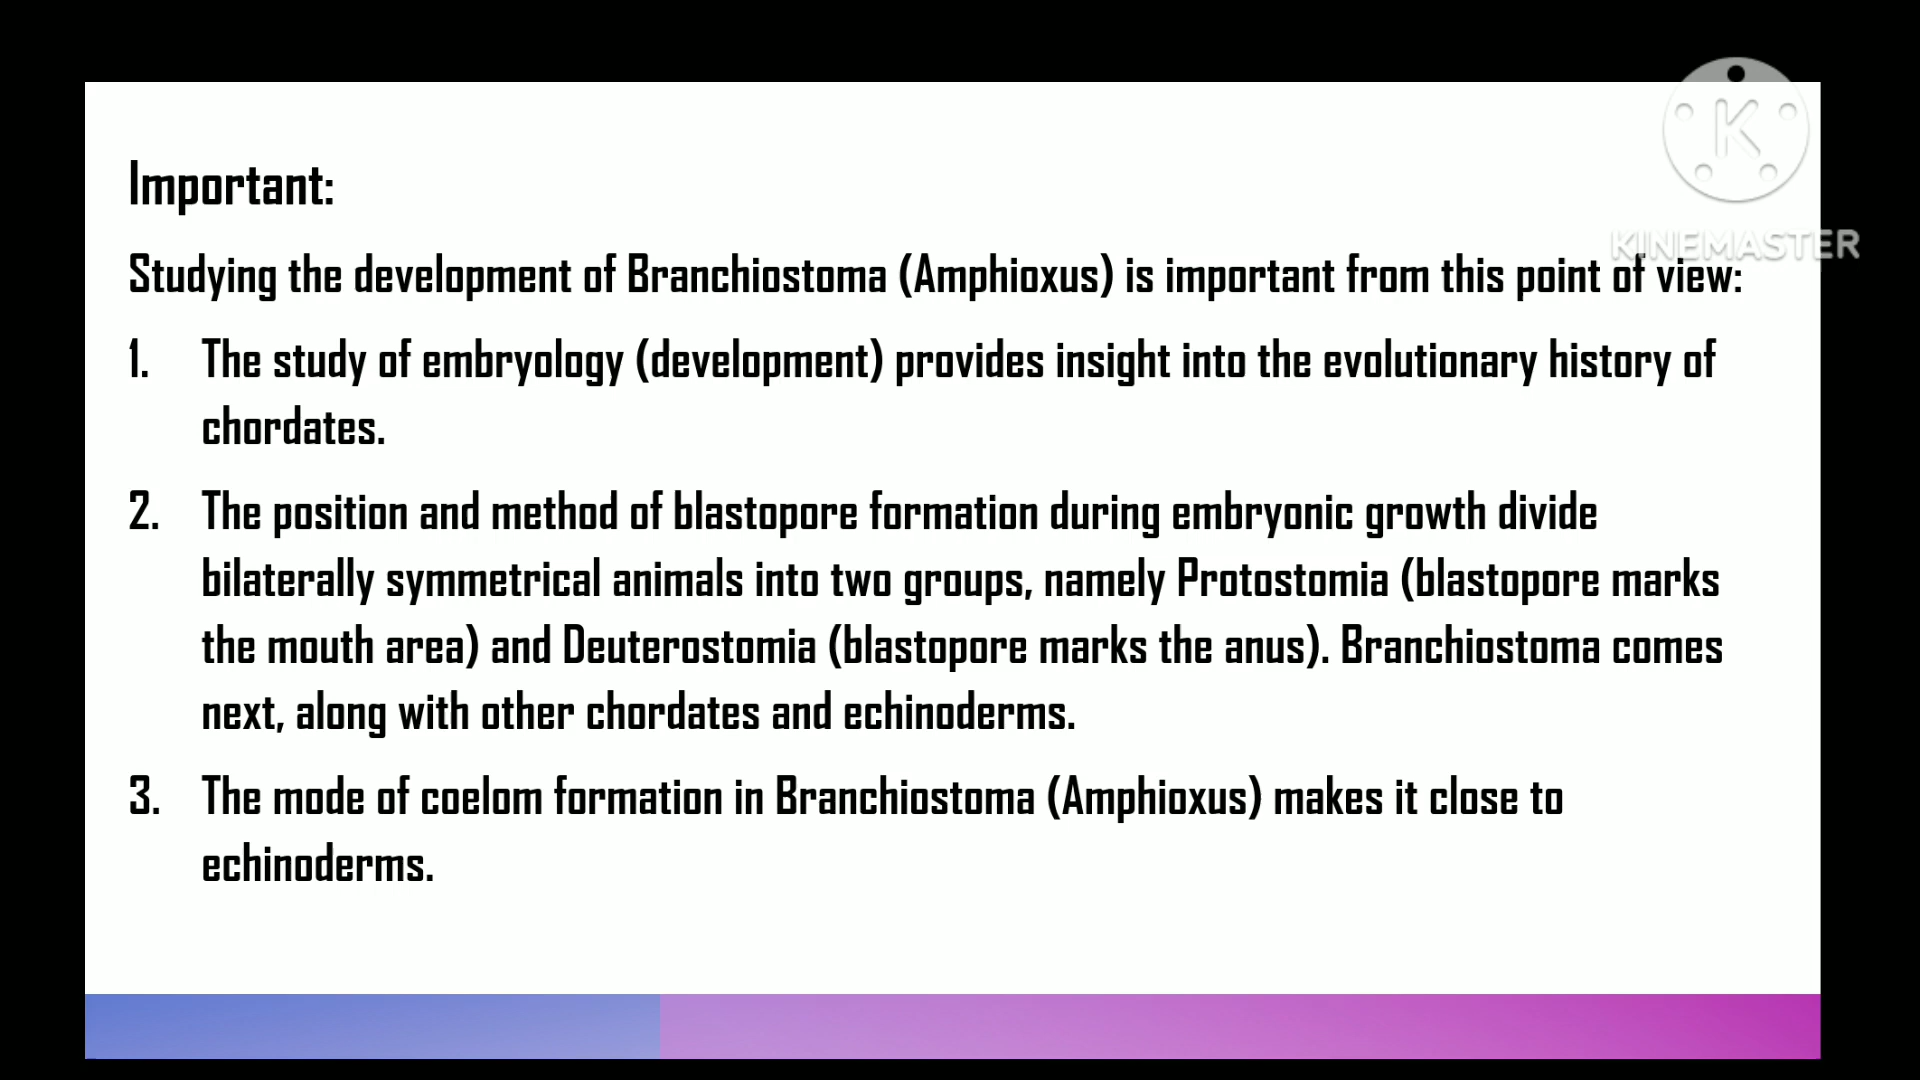 K
KINEMASTER
Important:
Studying the development of Branchiostoma (Amphioxus) is important from this point of view:
1. The study of embryology (development) provides insight into the evolutionary history of
chordates.
2. The position and method of blastopore formation during embryonic growth divide
bilaterally symmetrical animals into two groups, namely Protostomia (blastopore marks
the mouth area) and Deuterostomia (blastopore marks the anus). Branchiostoma comes
next, along with other chordates and echinoderms.
3. The mode of coelom formation in Branchiostoma (Amphioxus) makes it close to
echinoderms.